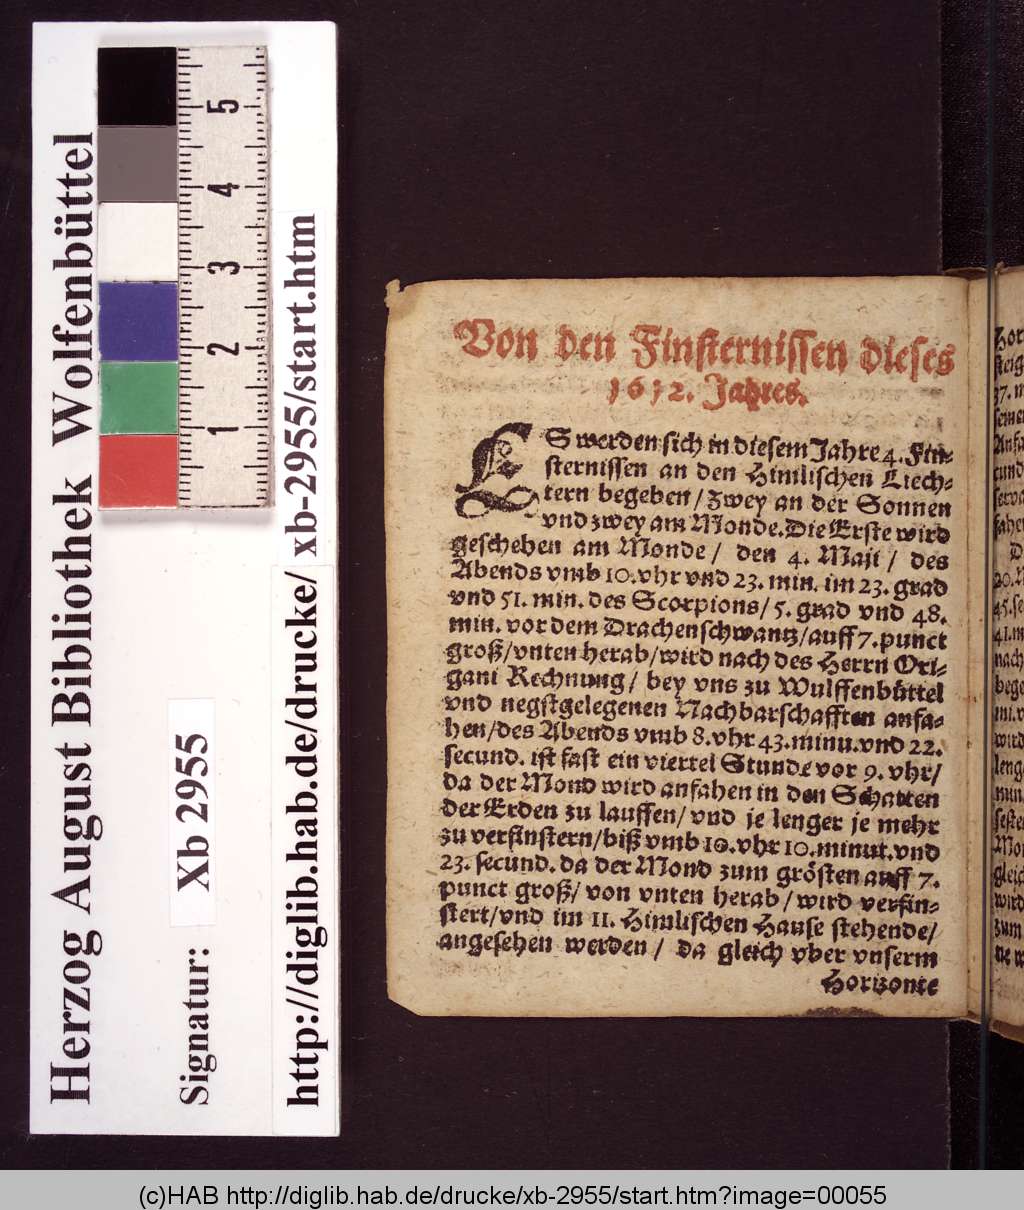 Herzog August Bibliothek Wolfenbüttel
Signatur: Xb 2955
http://diglib.hab.de/drucke/xb-2955/start.htm
1 2 3 4 5
Von den Finsternissen dieses
1612. Jahres.
ES werden sich in diesem Jahre 4. Fin-
sternissen an den Himlischen Liech-
tern begeben / zwey an der Sonnen
vnd zwey am Monde. Die Erste wird
geschehen am Monde / den 4. Maji / des
Abends vmb 10. vhr vnd 23. min. im 23. grad
vnd 51. min. des Scorpions / 5. grad vnd 48.
min. vor dem Drachenschwantz / auff 7. punct
groß / vnten herab / wird nach des Herrn Ori-
gani Rechnung / bey vns zu Wulffenbüttel
vnd negstgelegenen Nachbarschafften anfa-
hen / des Abends vmb 8. vhr 43. minu. vnd 22.
secund. ist fast ein viertel Stunde vor 9. vhr /
da der Mond wird anfahen in den Schatten
der Erden zu lauffen / vnd je lenger je mehr
zu verfinstern / biß vmb 10. vhr 10. minut. vnd
23. secund. da der Mond zum grösten auff 7.
punct groß / von vnten herab / wird verfin-
stert / vnd im 11. Himlischen Hause stehende /
angesehen werden / da gleich vber vnserm
Horizonte
(c)HAB http://diglib.hab.de/drucke/xb-2955/start.htm?image=00055